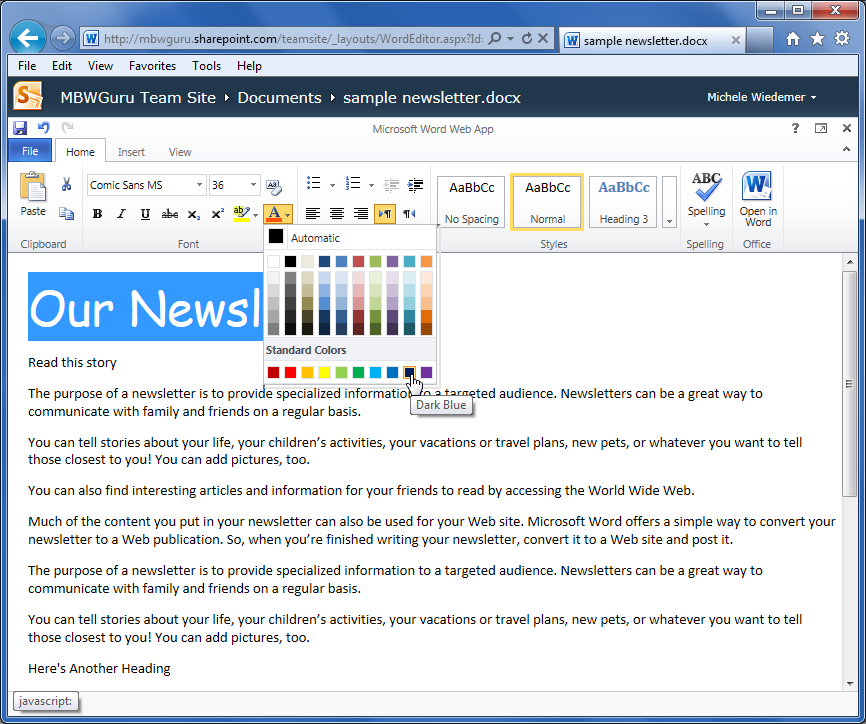 http://mbwguru.sharepoint.com/teamsite/_layouts/WordEditor.aspx?Id:
sample newsletter.docx
File Edit View Favorites Tools Help
MBWGuru Team Site Documents sample newsletter.docx
Michele Wiedemer
Microsoft Word Web App
File Home Insert View
Paste
Comic Sans MS 36
B I U abc X₂ X² ab A
AaBbCc AaBbCc AaBbCc
No Spacing Normal Heading 3
ABC
Spelling
Open in
Word
Clipboard Font Styles Spelling Office
Automatic
Standard Colors
Dark Blue
Our Newsl
Read this story
The purpose of a newsletter is to provide specialized information to a targeted audience. Newsletters can be a great way to
communicate with family and friends on a regular basis.
You can tell stories about your life, your children's activities, your vacations or travel plans, new pets, or whatever you want to tell
those closest to you! You can add pictures, too.
You can also find interesting articles and information for your friends to read by accessing the World Wide Web.
Much of the content you put in your newsletter can also be used for your Web site. Microsoft Word offers a simple way to convert your
newsletter to a Web publication. So, when you're finished writing your newsletter, convert it to a Web site and post it.
The purpose of a newsletter is to provide specialized information to a targeted audience. Newsletters can be a great way to
communicate with family and friends on a regular basis.
You can tell stories about your life, your children's activities, your vacations or travel plans, new pets, or whatever you want to tell
those closest to you! You can add pictures, too.
Here's Another Heading
javascript: